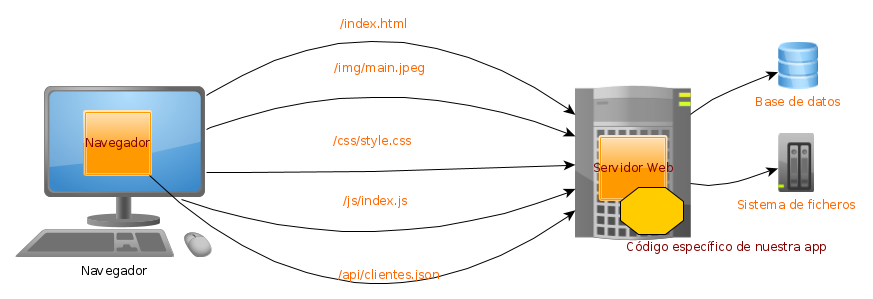 /index.html
/img/main.jpeg
/css/style.css
/js/index.js
/api/clientes.json
Navegador
Navegador
Servidor Web
Código específico de nuestra app
Base de datos
Sistema de ficheros